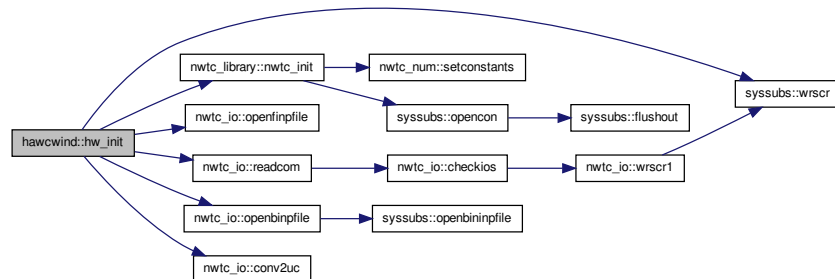 nwtc_library::nwtc_init
nwtc_num::setconstants
syssubs::wrscr
nwtc_io::openfinpfile
syssubs::opencon
syssubs::flushout
hawcwind::hw_init
nwtc_io::readcom
nwtc_io::checkios
nwtc_io::wrscr1
nwtc_io::openbinpfile
syssubs::openbininpfile
nwtc_io::conv2uc